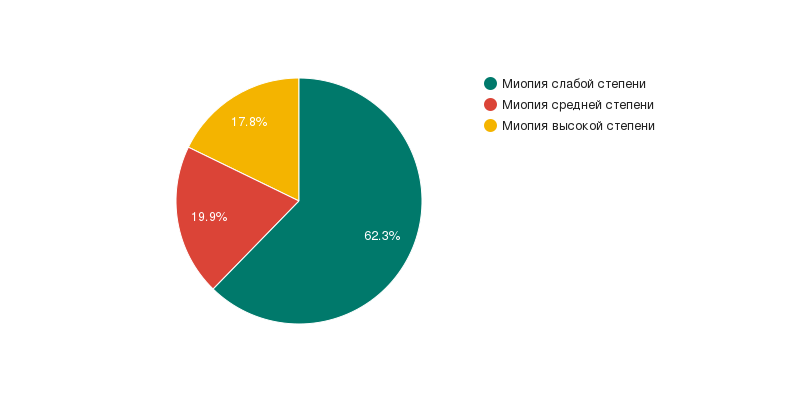 Миопия слабой степени
Миопия средней степени
Миопия высокой степени
17.8%
19.9%
62.3%